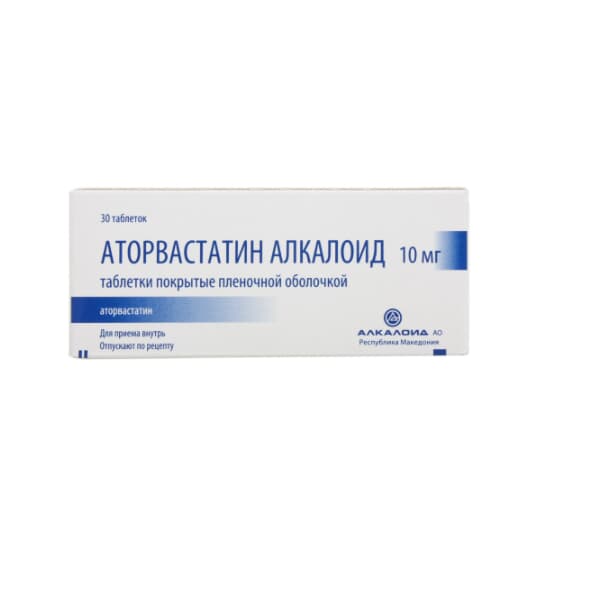 30 таблеток
АТОРВАСТАТИН АЛКАЛОИД 10 мг
таблетки покрытые пленочной оболочкой
аторвастатин
Для приема внутрь
Отпускают по рецепту
АЛКАЛОИД АО
Республика Македония